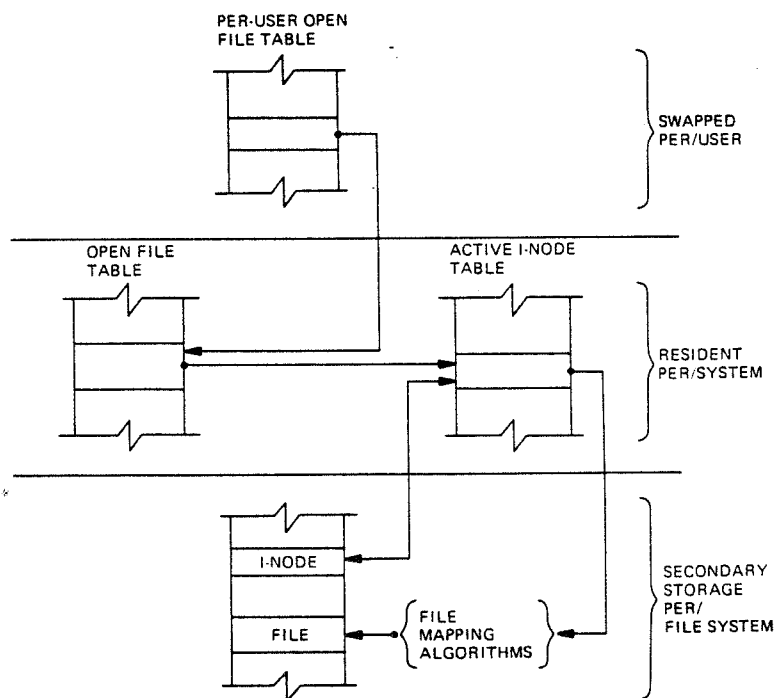 PER-USER OPEN
FILE TABLE
SWAPPED
PER/USER
OPEN FILE
TABLE
ACTIVE I-NODE
TABLE
RESIDENT
PER/SYSTEM
I-NODE
FILE
FILE
MAPPING
ALGORITHMS
SECONDARY
STORAGE
PER/
FILE SYSTEM